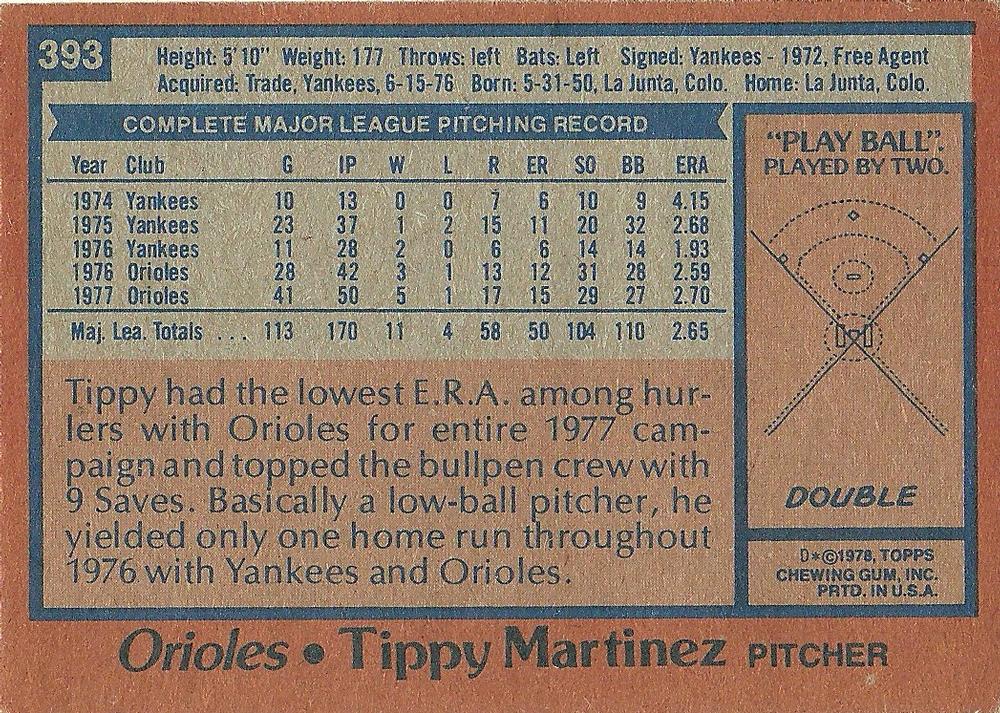 393
Height: 5'10" Weight: 177 Throws: left Bats: Left Signed: Yankees - 1972, Free Agent
Acquired: Trade, Yankees, 6-15-76 Born: 5-31-50, La Junta, Colo. Home: La Junta, Colo.
COMPLETE MAJOR LEAGUE PITCHING RECORD
Year Club G IP W L R ER SO BB ERA
1974 Yankees 10 13 0 0 7 6 10 9 4.15
1975 Yankees 23 37 1 2 15 11 20 32 2.68
1976 Yankees 11 28 2 0 6 6 14 14 1.93
1976 Orioles 28 42 3 1 13 12 31 28 2.59
1977 Orioles 41 50 5 1 17 15 29 27 2.70
Maj. Lea. Totals ... 113 170 11 4 58 50 104 110 2.65
Tippy had the lowest E.R.A. among hur-
lers with Orioles for entire 1977 cam-
paign and topped the bullpen crew with
9 Saves. Basically a low-ball pitcher, he
yielded only one home run throughout
1976 with Yankees and Orioles.
"PLAY BALL".
PLAYED BY TWO.
DOUBLE
D*©1978, TOPPS
CHEWING GUM, INC.
PRTD. IN U.S.A.
Orioles • Tippy Martinez PITCHER